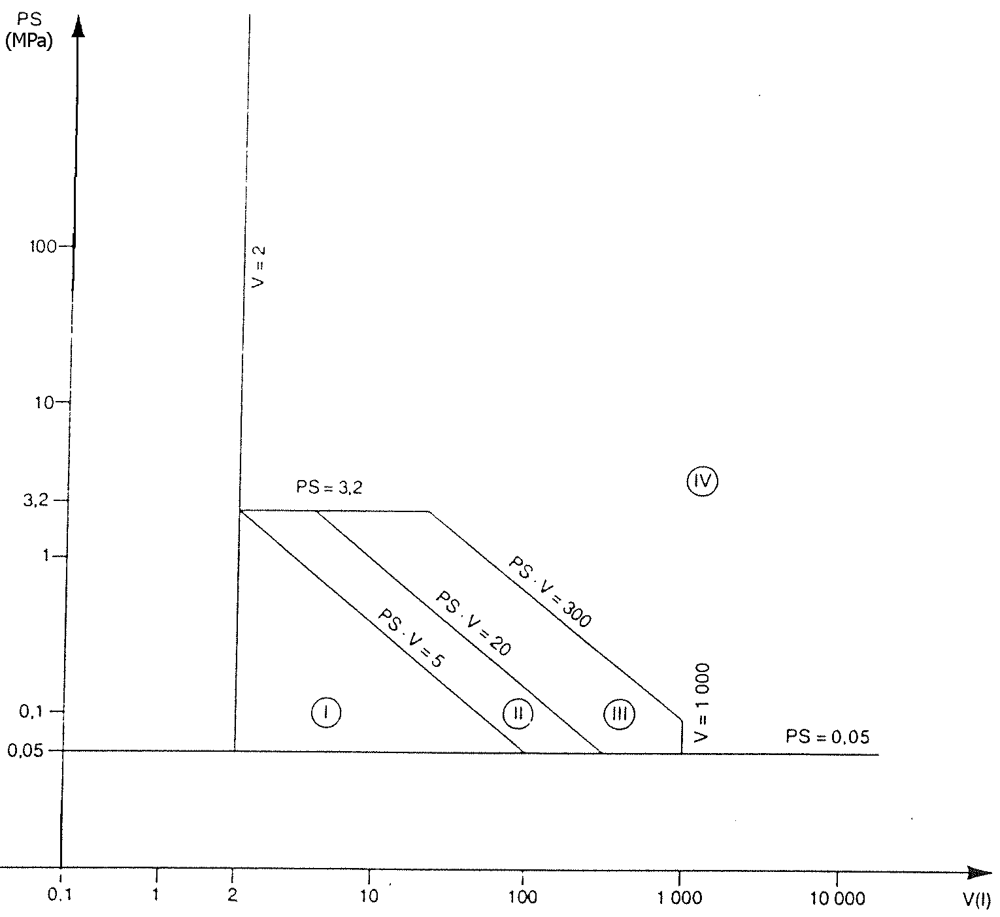 PS
(MPa)
100
V = 2
10
PS = 3,2
IV
3,2
1
PS · V = 300
PS · V = 20
PS · V = 5
V = 1 000
I
II
III
0,1
PS = 0,05
0,05
0.1
1
2
10
100
1 000
10 000
V(l)